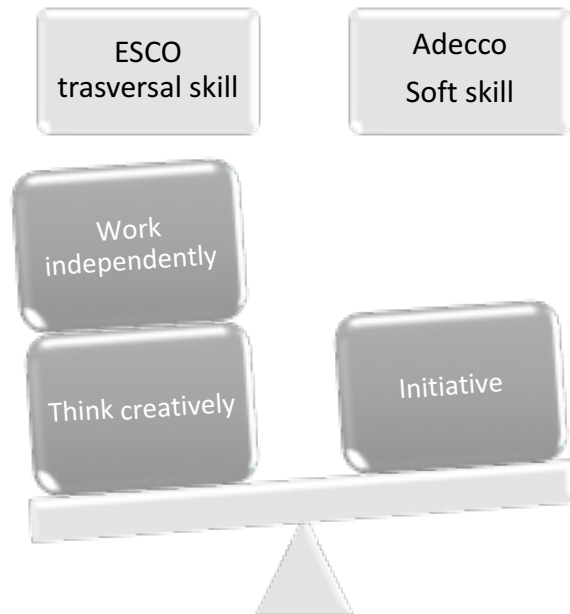 ESCO
trasversal skill
Adecco
Soft skill
Work
independently
Think creatively
Initiative